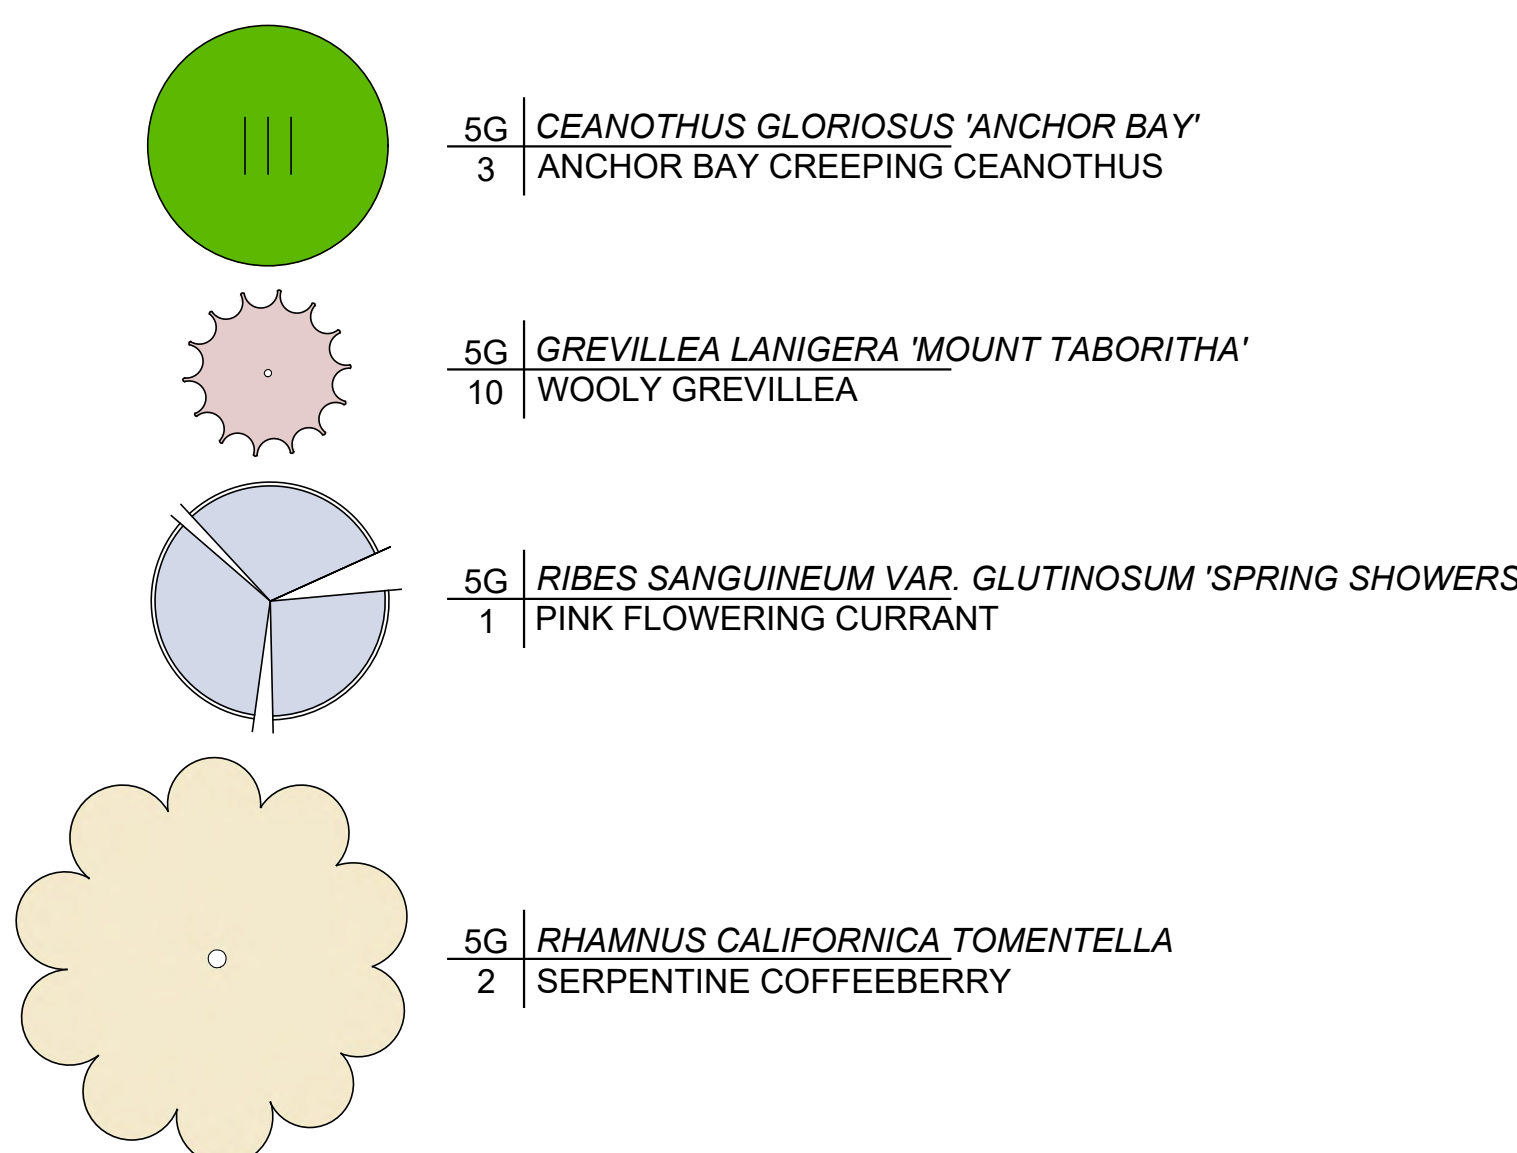 5G CEANOTHUS GLORIOSUS 'ANCHOR BAY'
3 ANCHOR BAY CREEPING CEANOTHUS
5G GREVILLEA LANIGERA 'MOUNT TABORITHA'
10 WOOLY GREVILLEA
5G RIBES SANGUINEUM VAR. GLUTINOSUM 'SPRING SHOWERS
1 PINK FLOWERING CURRANT
5G RHAMNUS CALIFORNICA TOMENTELLA
2 SERPENTINE COFFEEBERRY